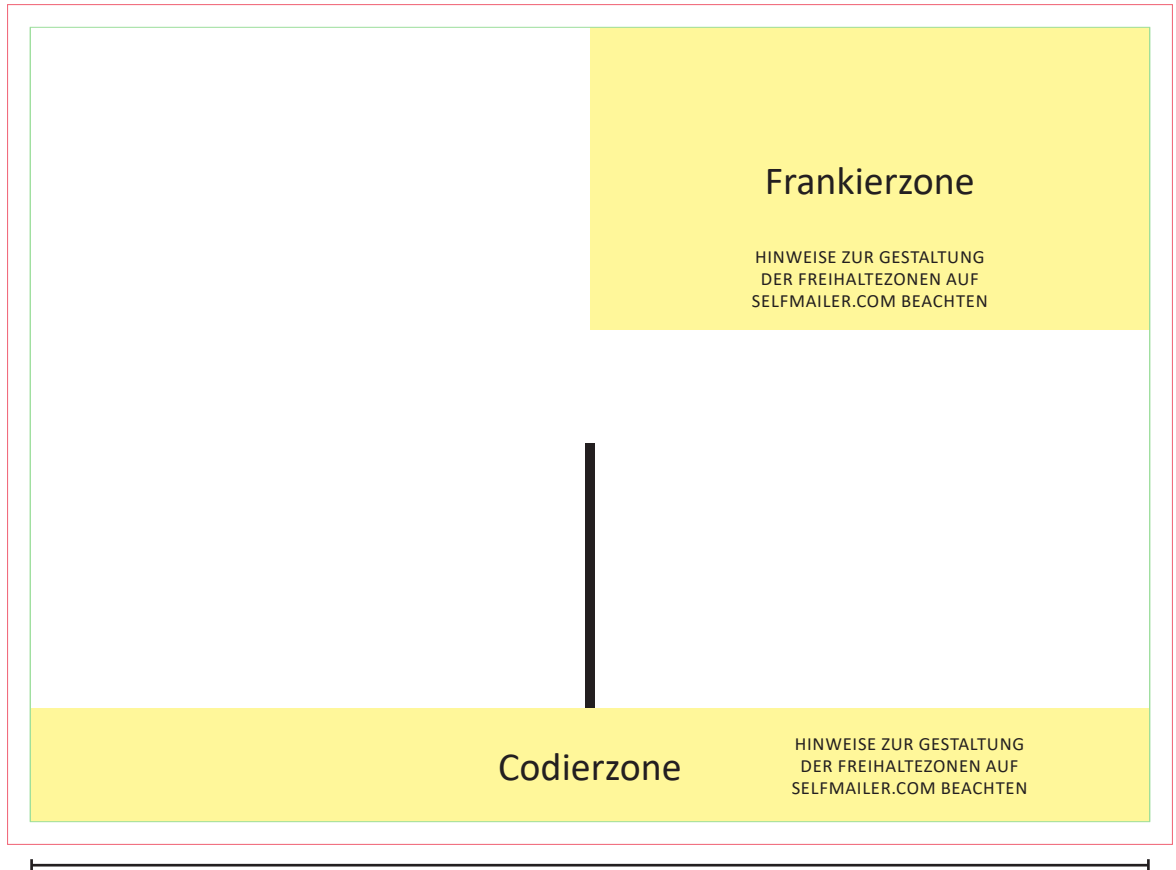 Frankierzone
HINWEISE ZUR GESTALTUNG
DER FREIHALTEZONEN AUF
SELFMAILER.COM BEACHTEN
Codierzone
HINWEISE ZUR GESTALTUNG
DER FREIHALTEZONEN AUF
SELFMAILER.COM BEACHTEN